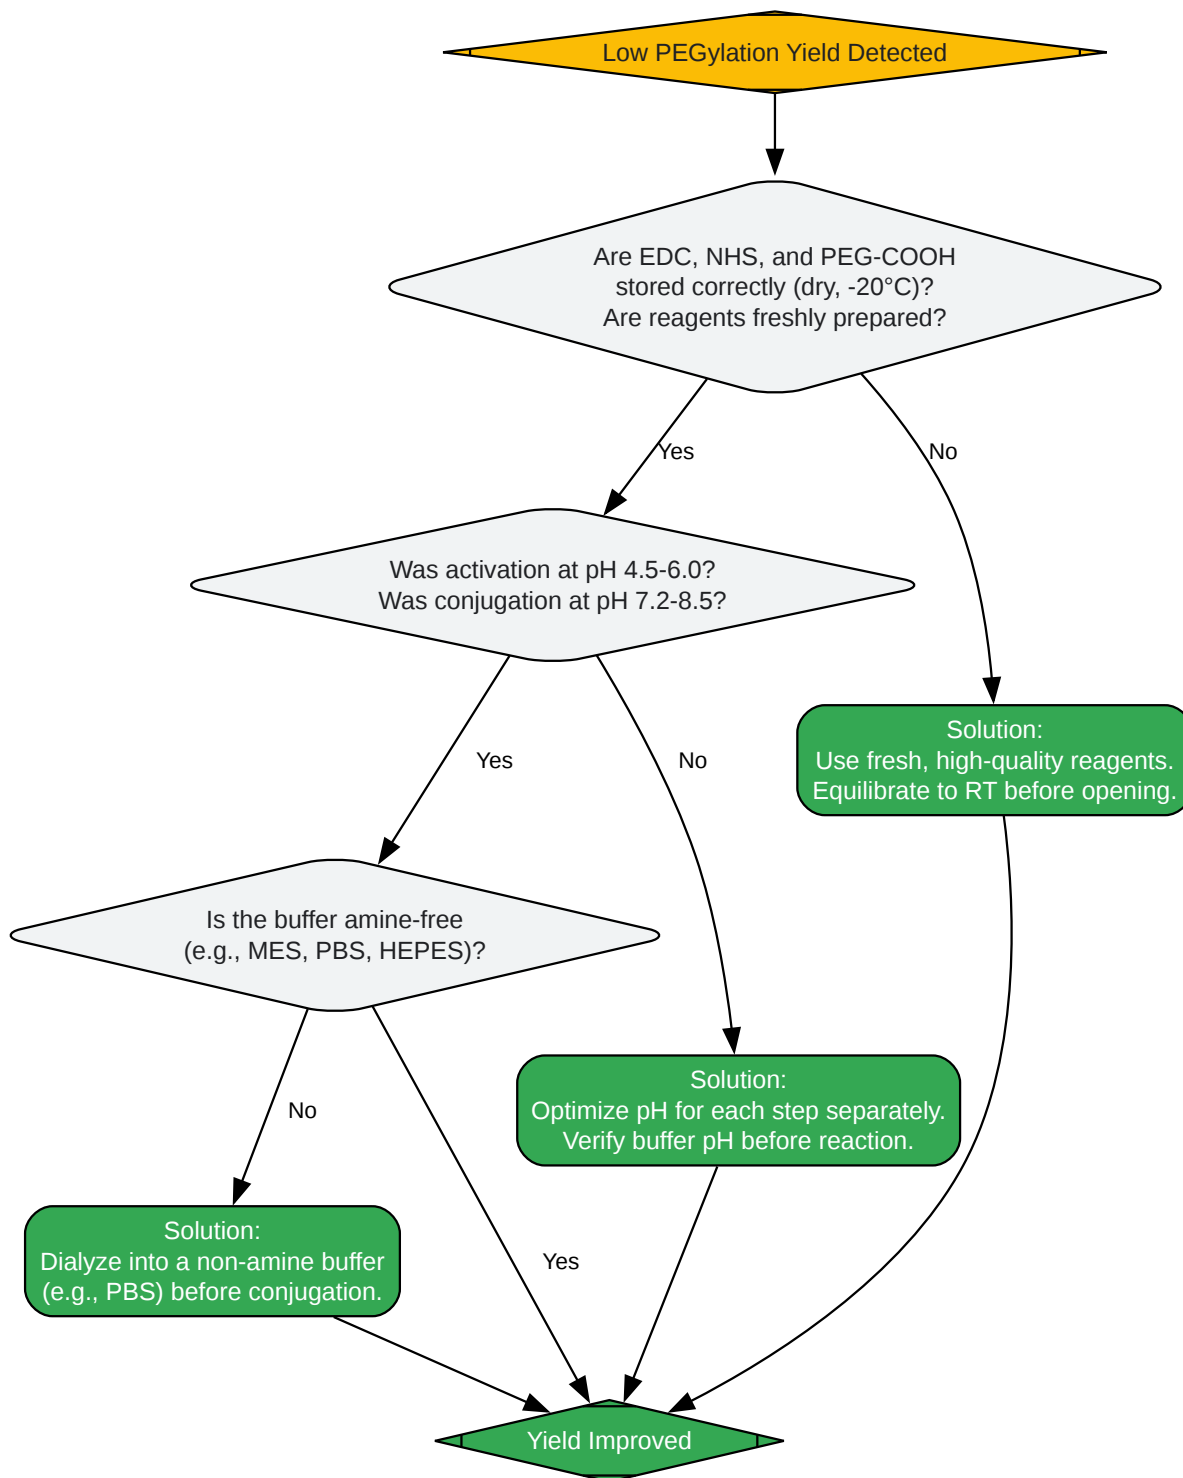 Low PEGylation Yield Detected
Are EDC, NHS, and PEG-COOH
stored correctly (dry, -20°C)?
Are reagents freshly prepared?
Yes
No
Was activation at pH 4.5-6.0?
Was conjugation at pH 7.2-8.5?
Yes
No
Solution:
Use fresh, high-quality reagents.
Equilibrate to RT before opening.
Is the buffer amine-free
(e.g., MES, PBS, HEPES)?
No
Yes
Solution:
Optimize pH for each step separately.
Verify buffer pH before reaction.
Solution:
Dialyze into a non-amine buffer
(e.g., PBS) before conjugation.
Yield Improved